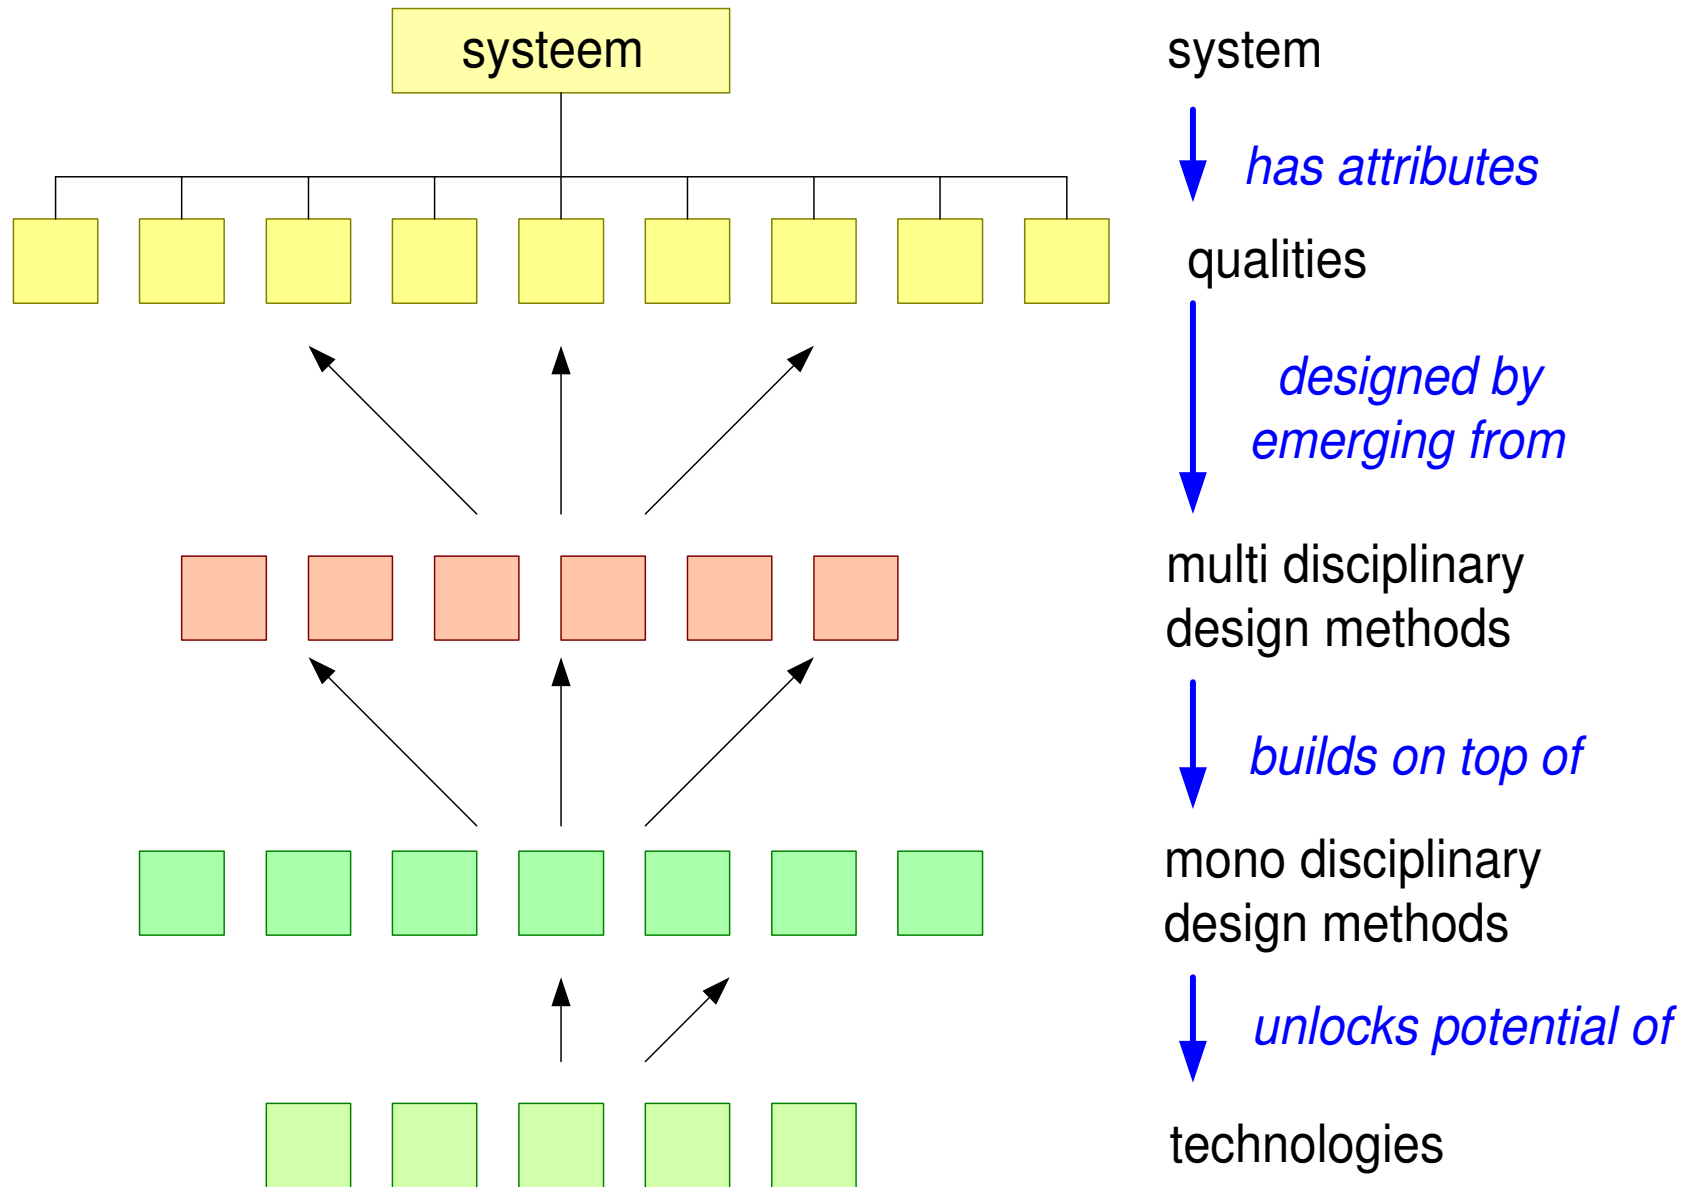 systeem
system
has attributes
qualities
designed by
emerging from
multi disciplinary
design methods
builds on top of
mono disciplinary
design methods
unlocks potential of
technologies